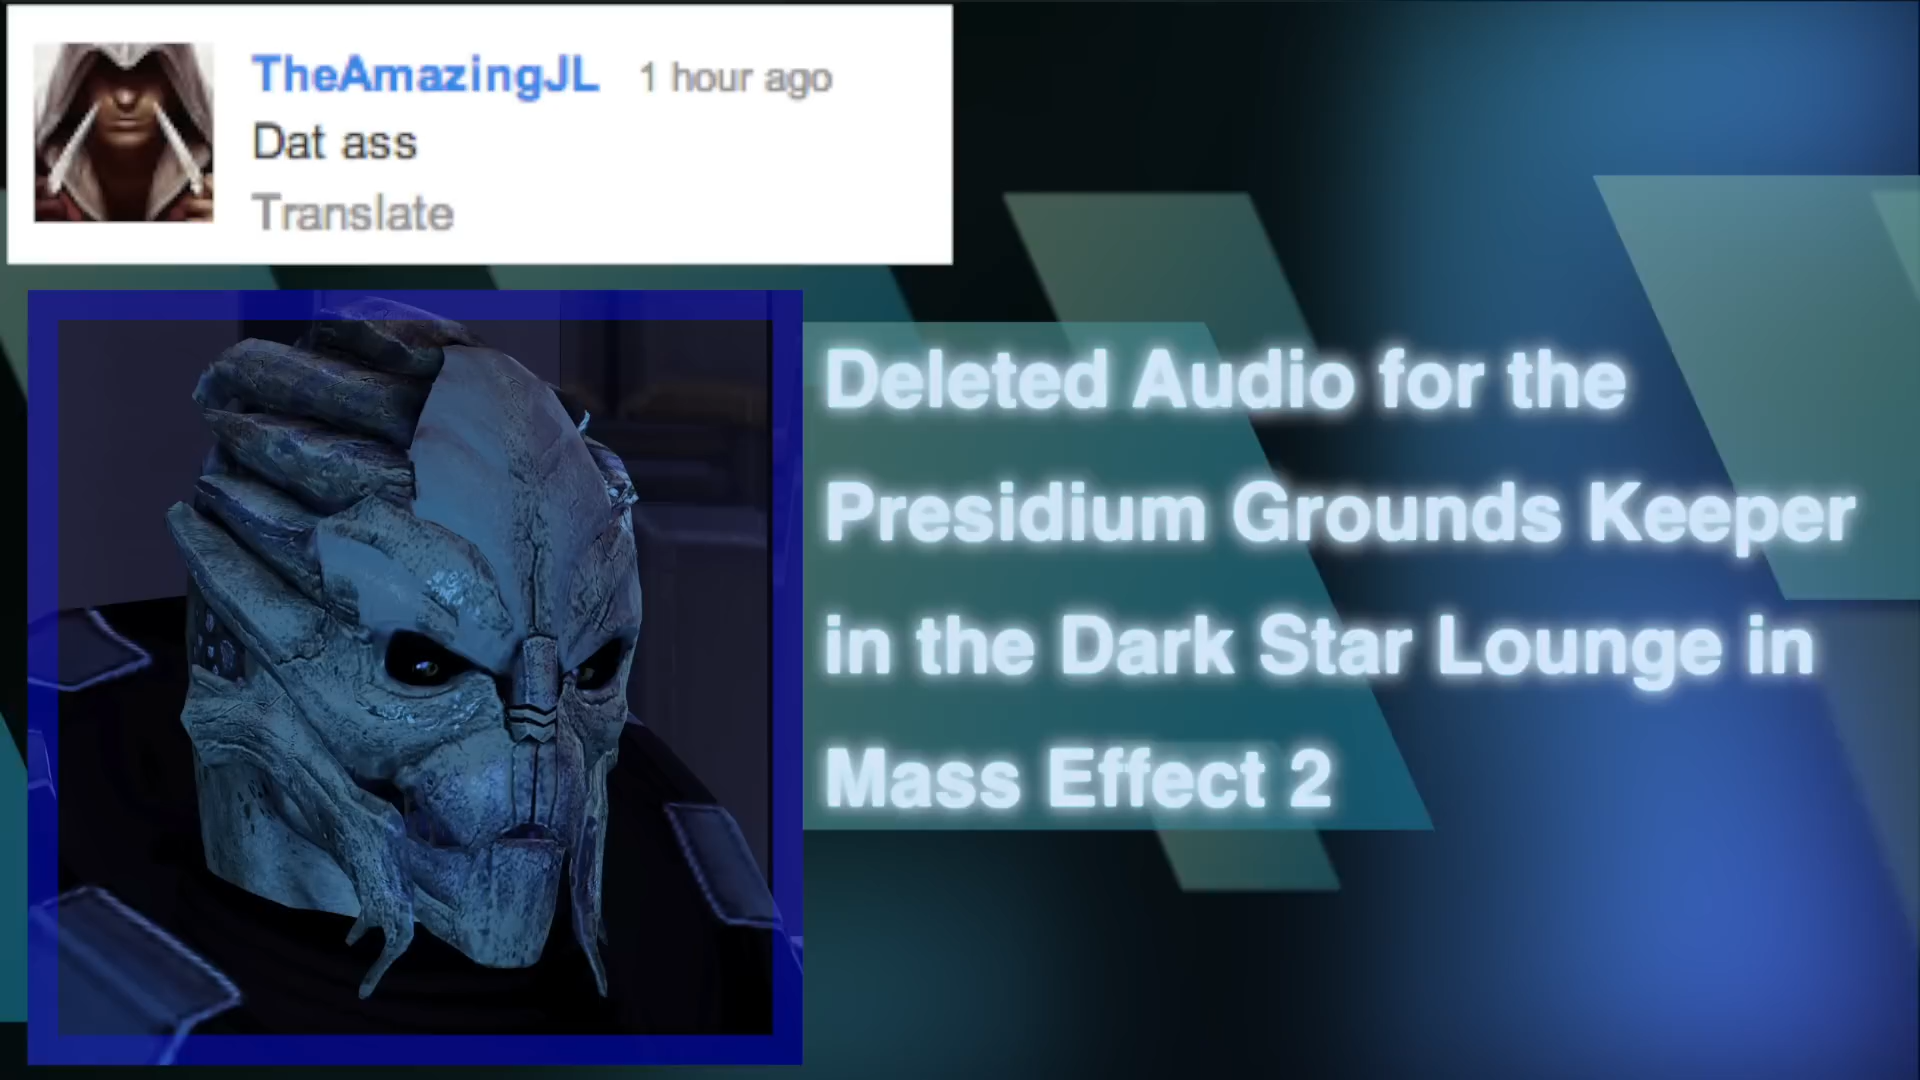 TheAmazingJL 1 hour ago
Dat ass
Translate
Deleted Audio for the
Presidium Grounds Keeper
in the Dark Star Lounge in
Mass Effect 2